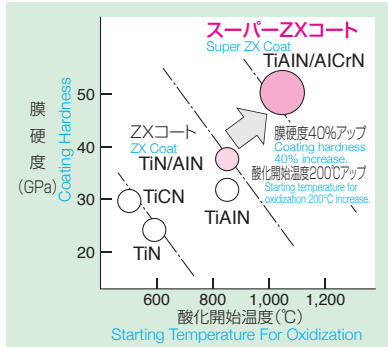 スーパーZXコート
Super ZX Coat
TiAlN/AlCrN
膜硬度
(GPa)
Coating Hardness
50
40
30
20
ZXコート
ZX Coat
TiN/AlN
膜硬度40%アップ
Coating hardness
40% increase.
酸化開始温度200℃アップ
Starting temperature for
oxidization 200°C increase.
TiCN
TiAlN
TiN
600
800
1,000
1,200
酸化開始温度(℃)
Starting Temperature For Oxidization